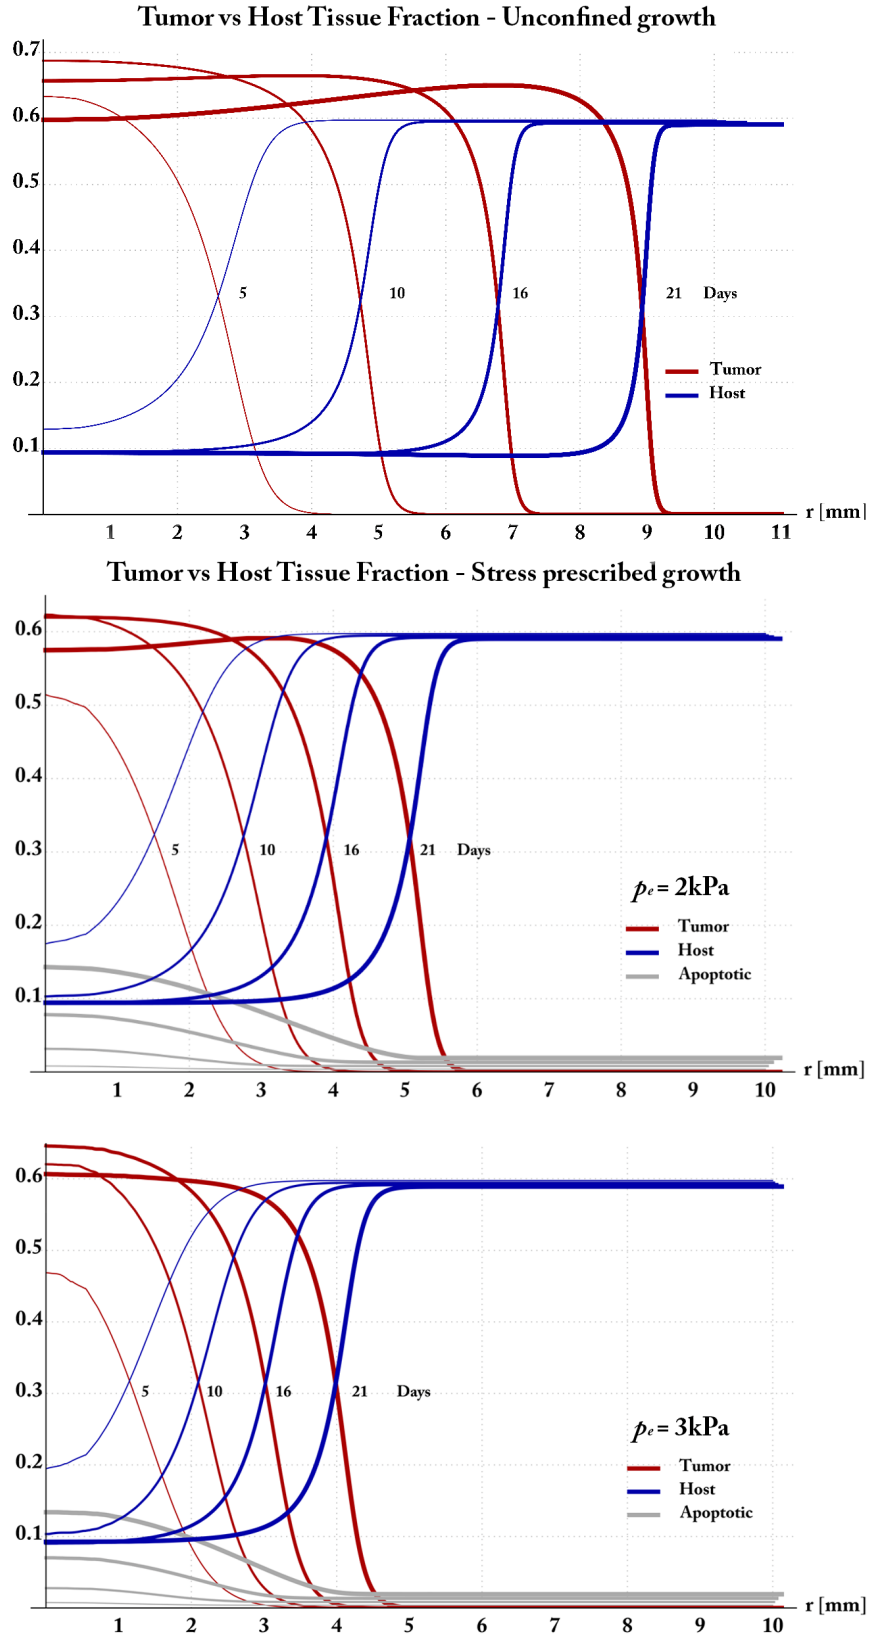 Tumor vs Host Tissue Fraction - Unconfined growth
0.7
0.6
0.5
0.4
5 10 16 21 Days
0.3
Tumor
0.2
Host
0.1
r [mm]
1 2 3 4 5 6 7 8 9 10 11
Tumor vs Host Tissue Fraction - Stress prescribed growth
0.6
0.5
0.4
0.3
5 10 16 21 Days
pe = 2kPa
0.2
Tumor
Host
Apoptotic
0.1
r [mm]
1 2 3 4 5 6 7 8 9 10
0.6
0.5
0.4
0.3
5 10 16 21 Days
pe = 3kPa
0.2
Tumor
Host
Apoptotic
0.1
r [mm]
1 2 3 4 5 6 7 8 9 10